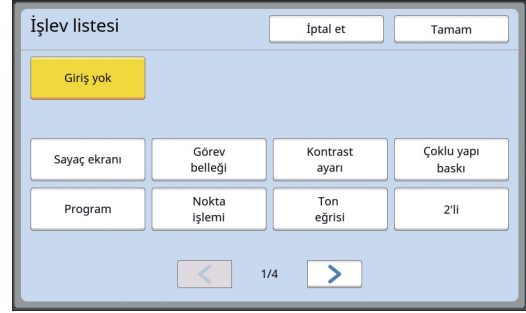 İşlev listesi
İptal et
Tamam
Giriş yok
Sayaç ekranı
Görev
belleği
Kontrast
ayarı
Çoklu yapı
baskı
Program
Nokta
işlemi
Ton
eğrisi
2'li
1/4